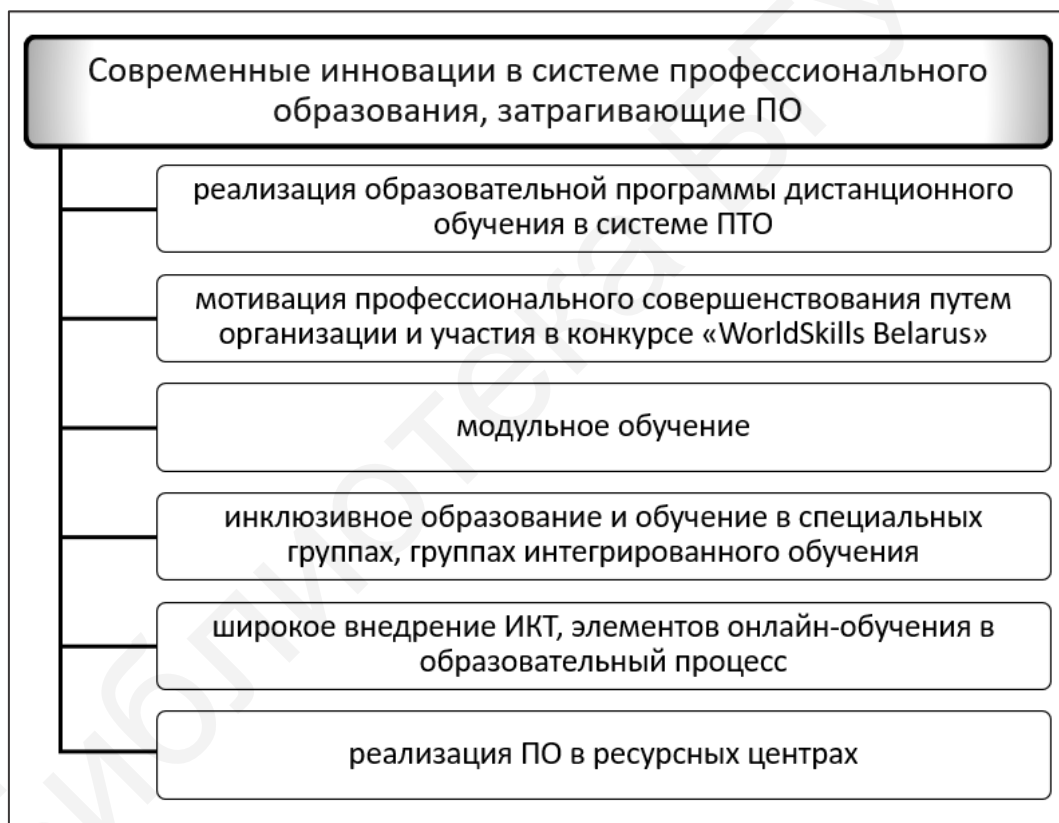 Современные инновации в системе профессионального
образования, затрагивающие ПО
реализация образовательной программы дистанционного
обучения в системе ПТО
мотивация профессионального совершенствования путем
организации и участия в конкурсе «WorldSkills Belarus»
модульное обучение
инклюзивное образование и обучение в специальных
группах, группах интегрированного обучения
широкое внедрение ИКТ, элементов онлайн-обучения в
образовательный процесс
реализация ПО в ресурсных центрах